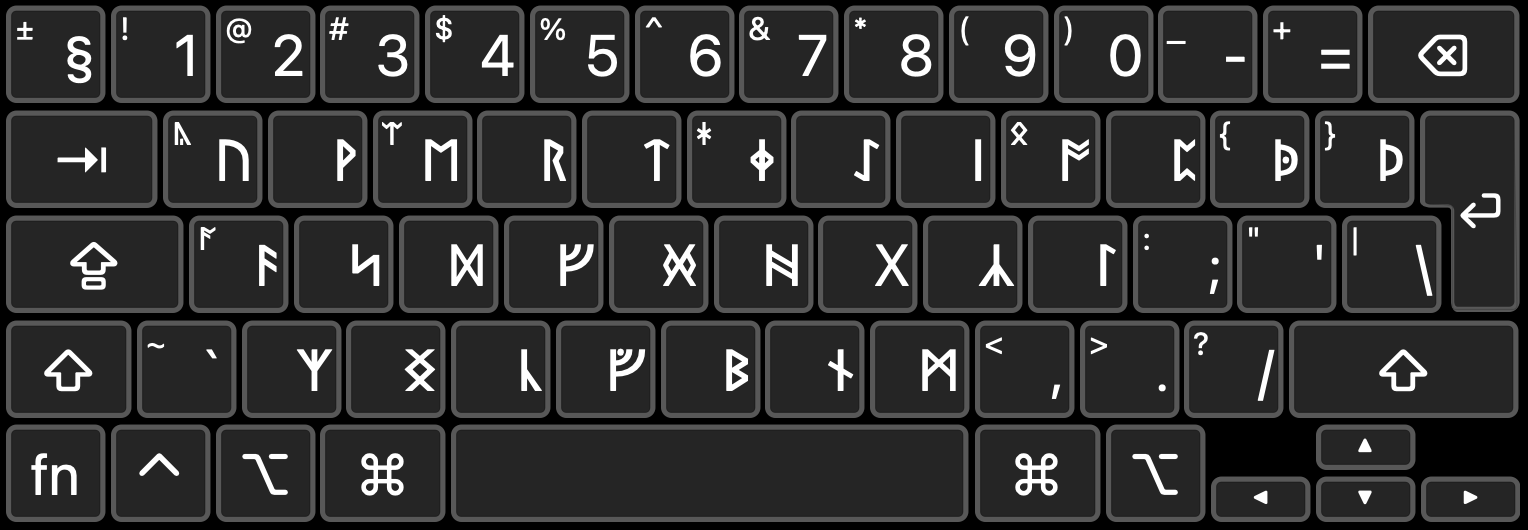 ± § ! 1 @ 2 # 3 $ 4 % 5 ^ 6 & 7 * 8 ( 9 ) 0 _ - + =
ᚣ ᚢ ᚹ ᛠ ᛖ ᚱ ᛏ ᛡ ᛄ ᛇ ᛁ ᛟ ᚩ ᛈ { ᚧ } ᚦ
ᚪ ᚫ ᛋ ᛞ ᚠ ᛥ ᚻ ᚷ ᛣ ᛚ : ; " ' | \
~ ` ᛉ ᛝ ᚳ ᚡ ᛒ ᚾ ᛗ < , > . ? /
fn